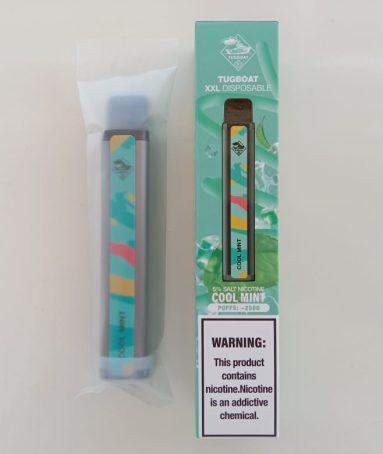 TUGBOAT
TUGBOAT
XXL DISPOSABLE
COOL MINT
COOL MINT
5% SALT NICOTINE
COOL MINT
PUFFS: ~2500
WARNING:
This product
contains
nicotine.Nicotine
is an addictive
chemical.